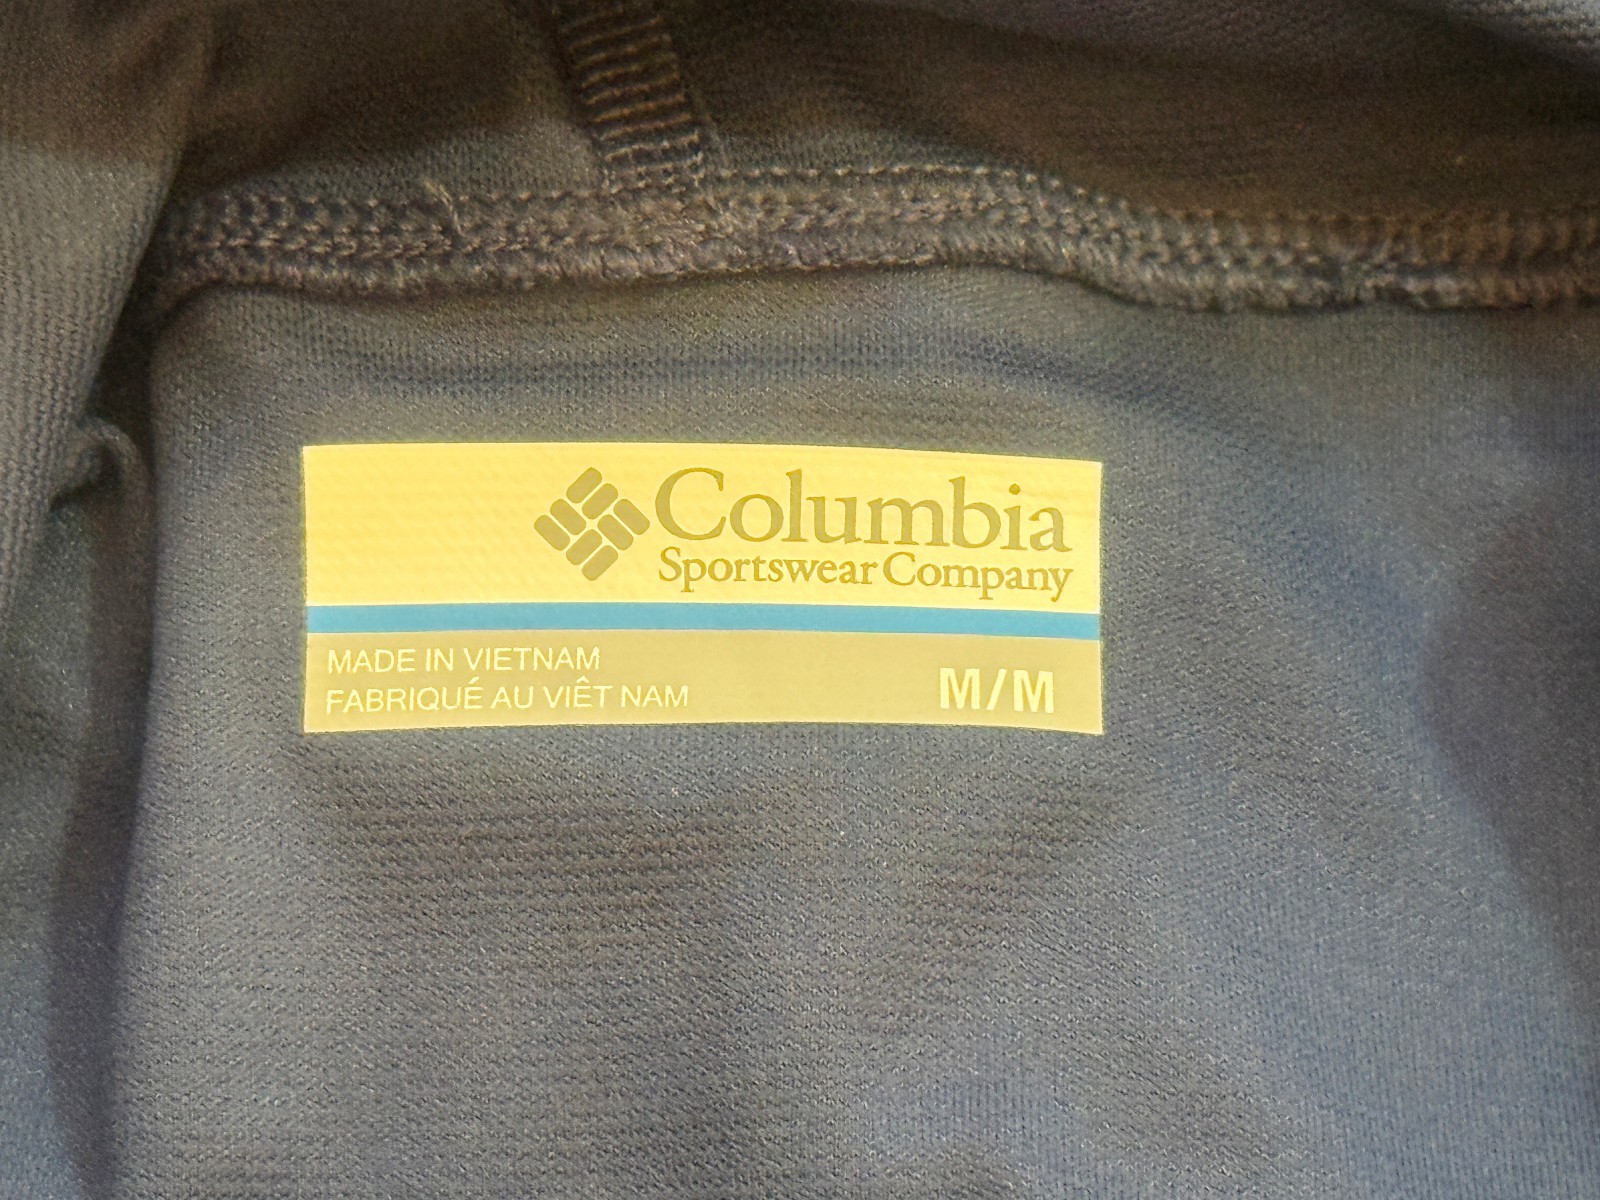 Columbia
Sportswear Company
MADE IN VIETNAM
FABRIQUÉ AU VIÊT NAM
M/M